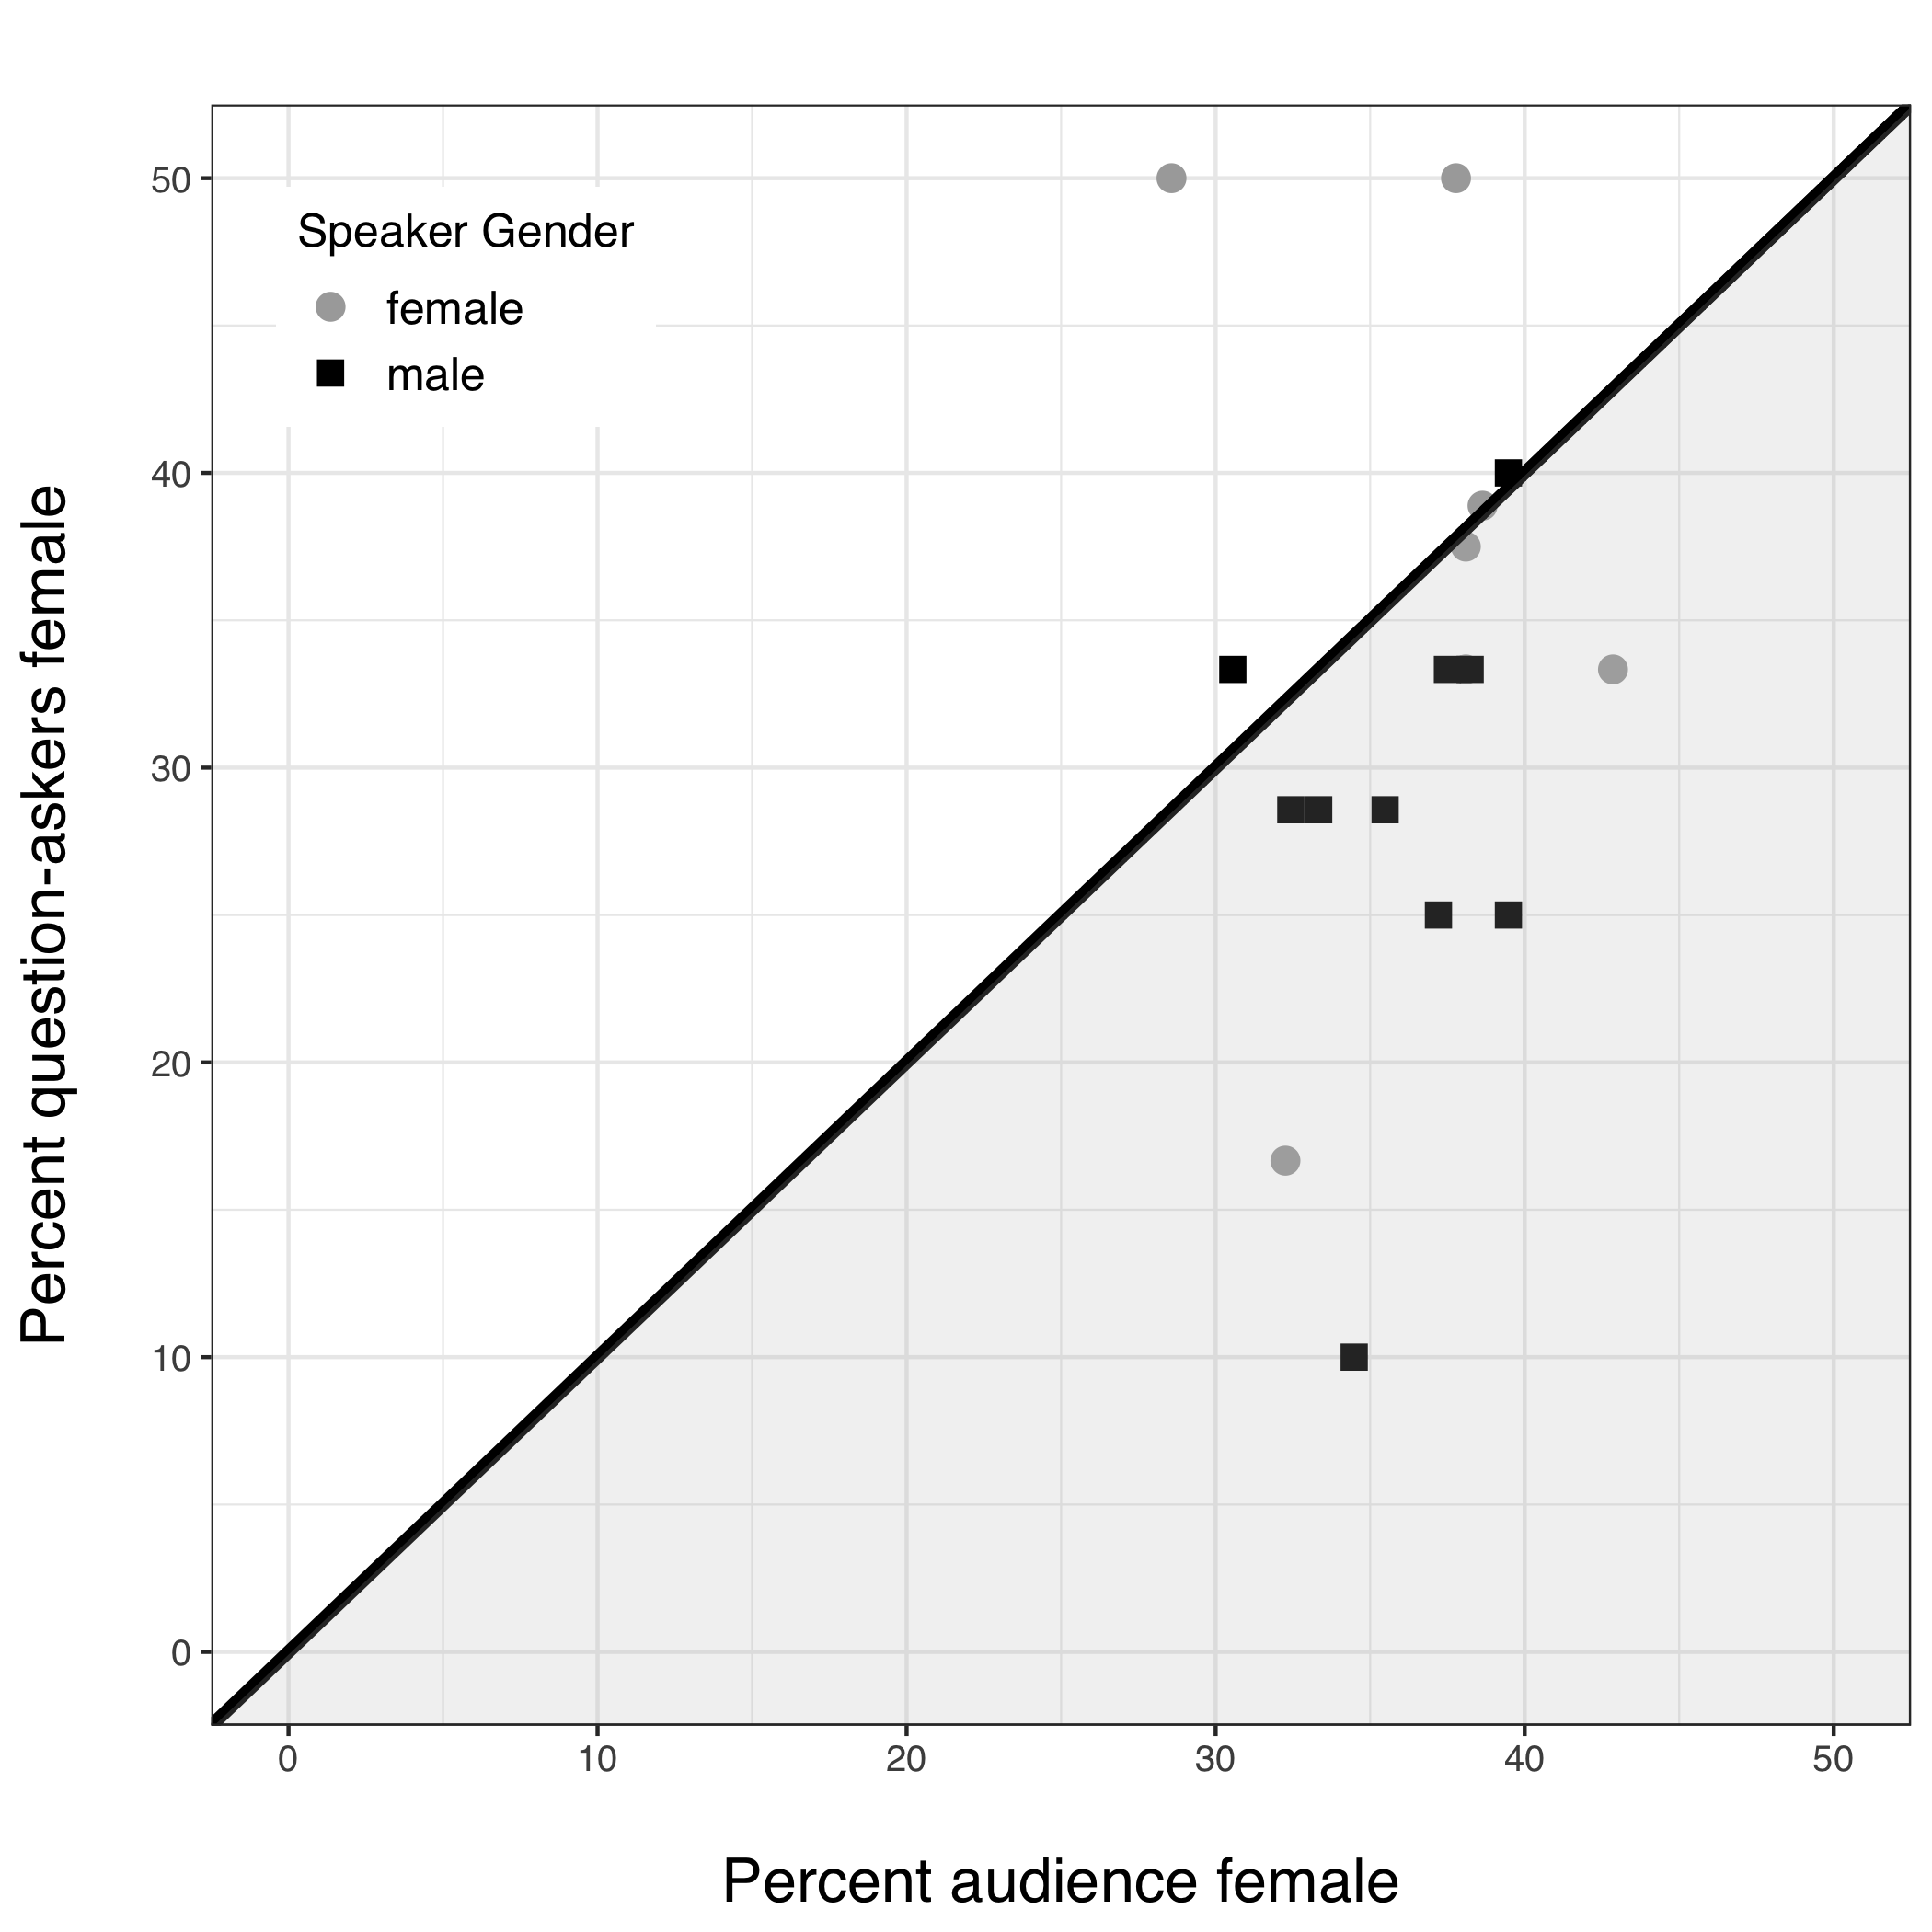 Speaker Gender
female
male
Percent question-askers female
50
40
30
20
10
0
0 10 20 30 40 50
Percent audience female